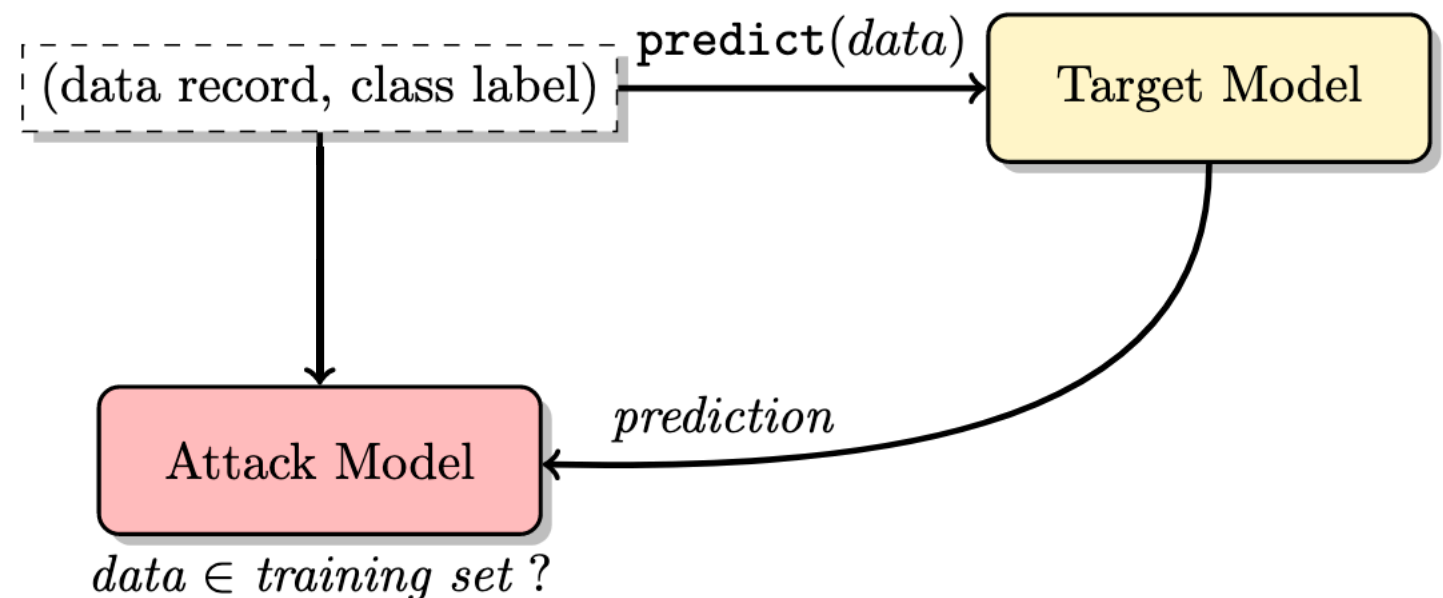 predict(data)
(data record, class label)
Target Model
prediction
Attack Model
data ∈ training set ?